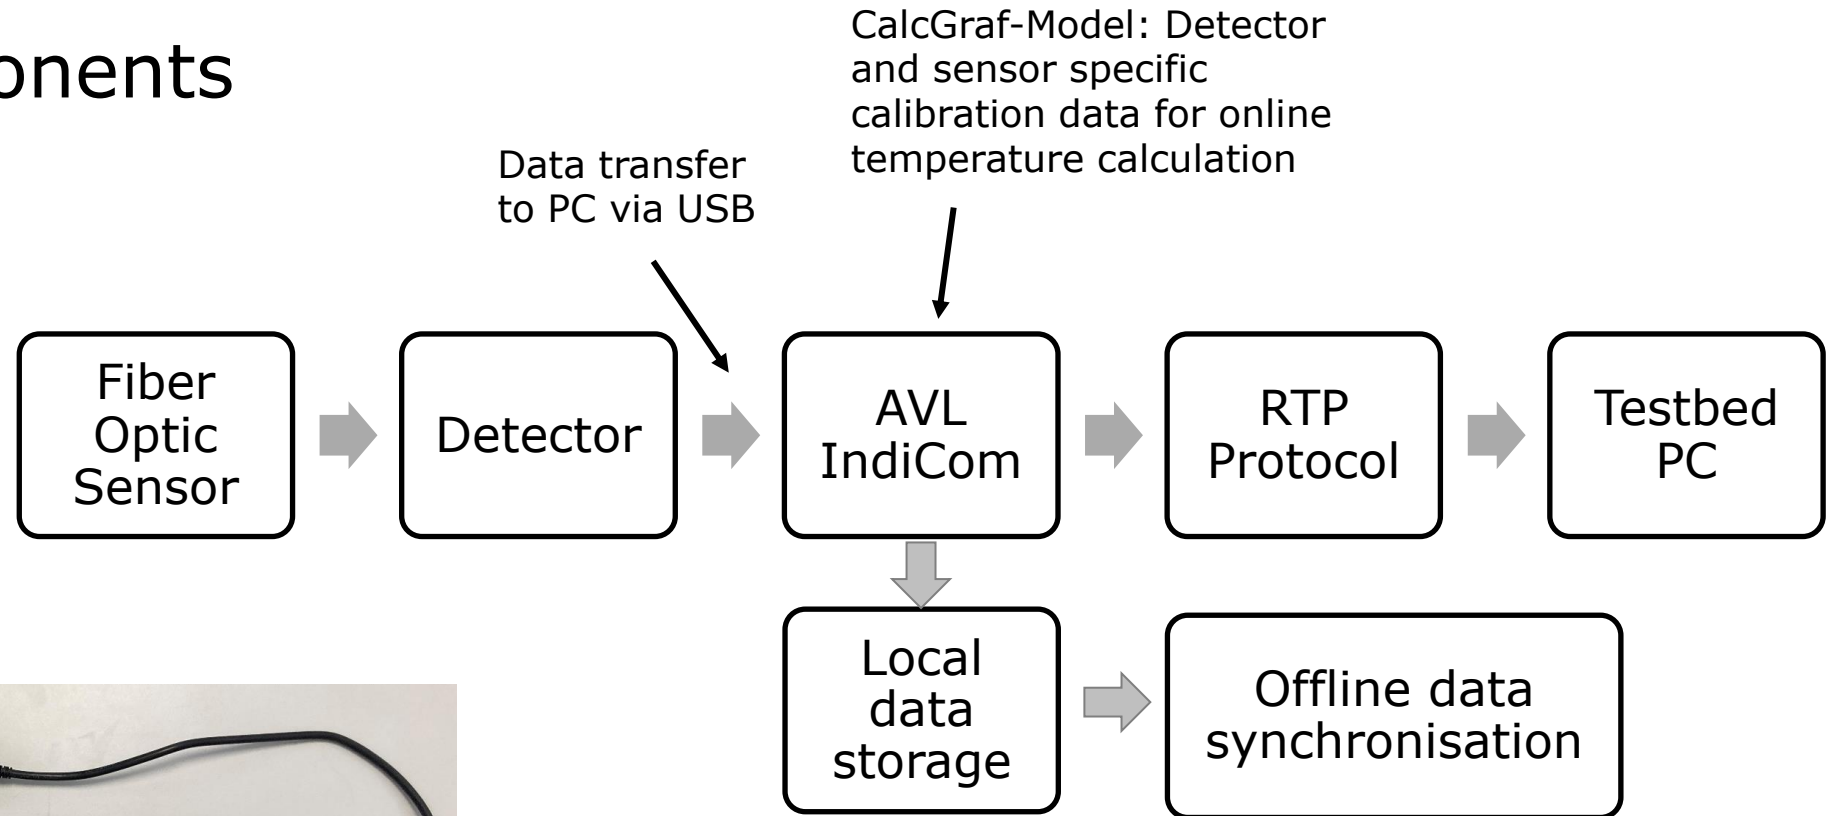 onents
CalcGraf-Model: Detector
and sensor specific
calibration data for online
temperature calculation
Data transfer
to PC via USB
Fiber
Optic
Sensor
Detector
AVL
IndiCom
RTP
Protocol
Testbed
PC
Local
data
storage
Offline data
synchronisation